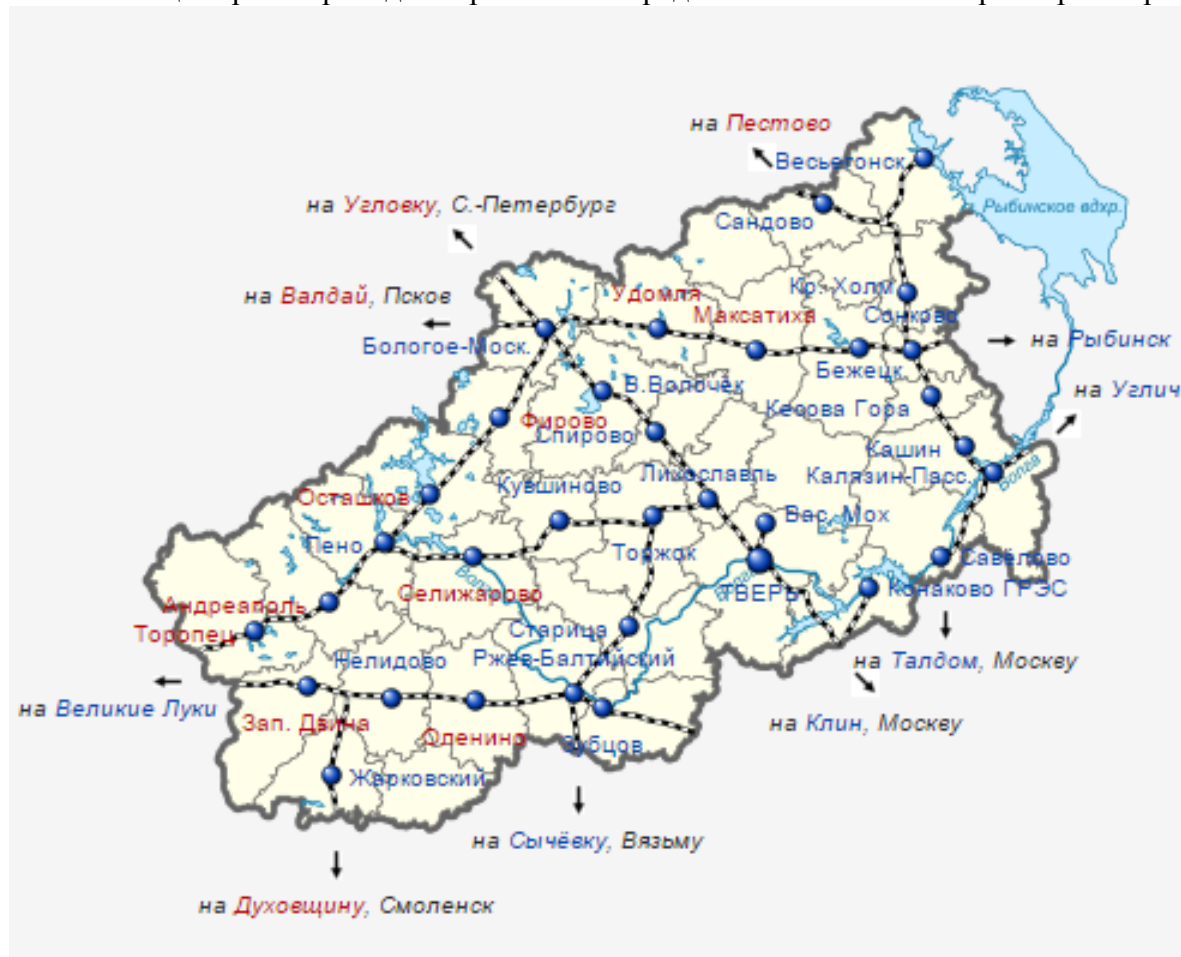 на Пестово
Весьегонск
на Угловку, С.-Петербург
Сандово
Рыбинское вдхр.
на Валдай, Псков
Удомля
Кр. Холм
Максатиха
Сонково
Бологое-Моск.
на Рыбинск
Бежецк
В.Волочёк
на Углич
Кесова Гора
Фирово
Спирово
Кашин
Лихославль
Калязин-Пасс.
Волга
Осташков
Кувшиново
Вас. Мох
Пено
Торжок
Савёлово
Волга
Волга
Селижарово
ТВЕРЬ
Конаково ГРЭС
Андреаполь
Торопец
Старица
Нелидово
Ржев-Балтийский
на Талдом, Москву
на Великие Луки
Зап. Двина
Оленино
Зубцов
на Клин, Москву
Жарковский
на Сычёвку, Вязьму
на Духовщину, Смоленск